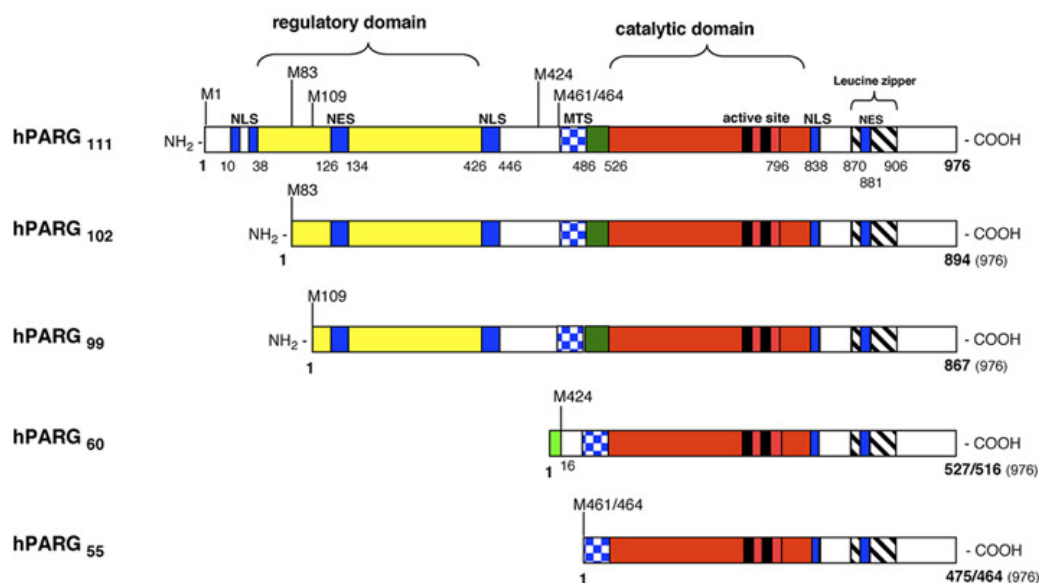 regulatory domain
catalytic domain
M83
M424
Leucine zipper
M1
M109
M461/464
NLS
NES
NLS
MTS
active site
NLS
NES
hPARG 111
NH2 -
- COOH
1 10 38 126 134 426 446 486 526 796 838 870 906 976
881
M83
hPARG 102
NH2 -
- COOH
1
894 (976)
M109
hPARG 99
NH2 -
- COOH
1
867 (976)
M424
hPARG 60
- COOH
1 16
527/516 (976)
M461/464
hPARG 55
- COOH
1
475/464 (976)